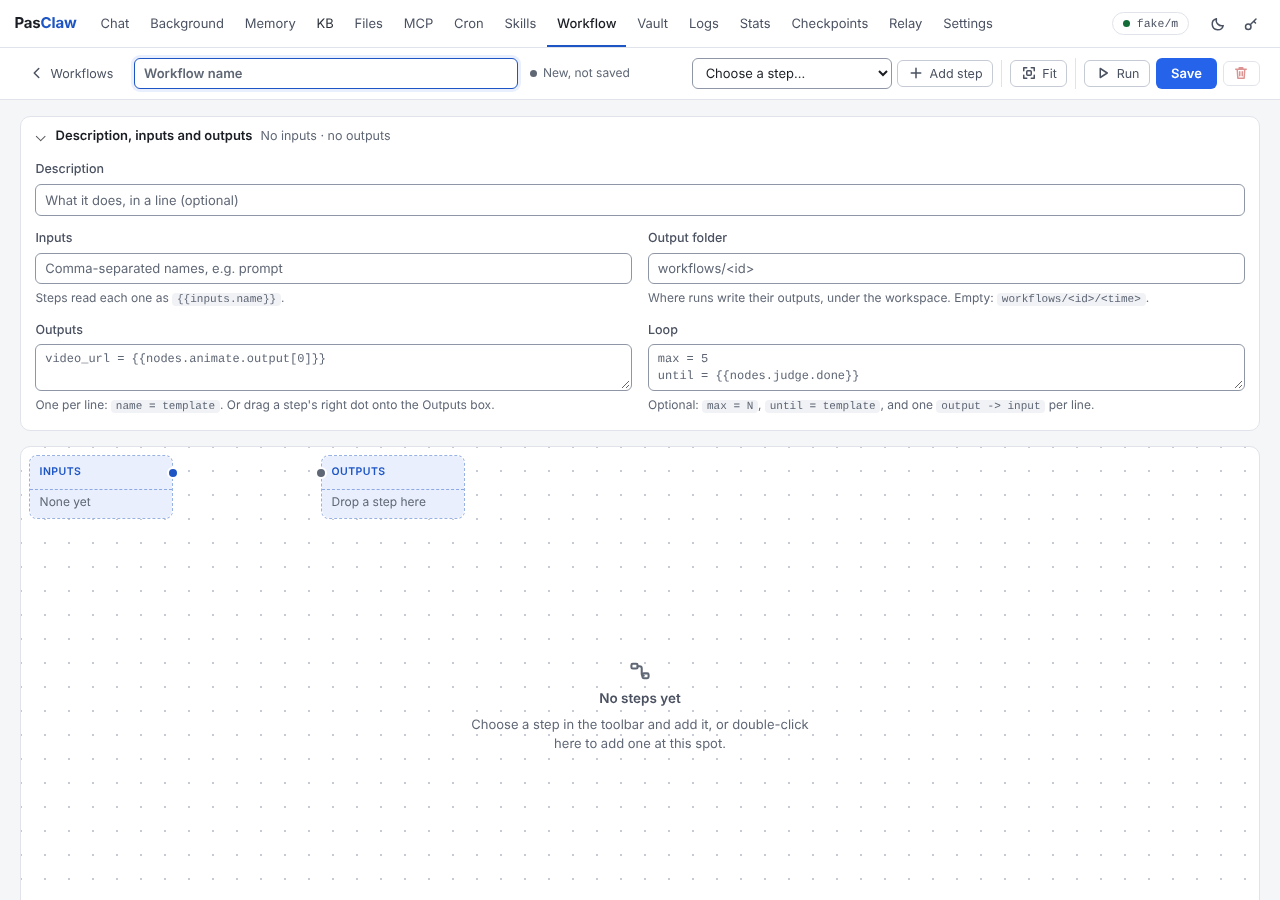 PasClaw
Chat
Background
Memory
KB
Files
MCP
Cron
Skills
Workflow
Vault
Logs
Stats
Checkpoints
Relay
Settings
fake/m
Workflows
Workflow name
New, not saved
Choose a step...
Add step
Fit
Run
Save
Description, inputs and outputs No inputs · no outputs
Description
What it does, in a line (optional)
Inputs
Comma-separated names, e.g. prompt
Steps read each one as {{inputs.name}}.
Output folder
workflows/<id>
Where runs write their outputs, under the workspace. Empty: workflows/<id>/<time>.
Outputs
video_url = {{nodes.animate.output[0]}}
One per line: name = template. Or drag a step's right dot onto the Outputs box.
Loop
max = 5
until = {{nodes.judge.done}}
Optional: max = N, until = template, and one output -> input per line.
INPUTS
None yet
OUTPUTS
Drop a step here
No steps yet
Choose a step in the toolbar and add it, or double-click
here to add one at this spot.